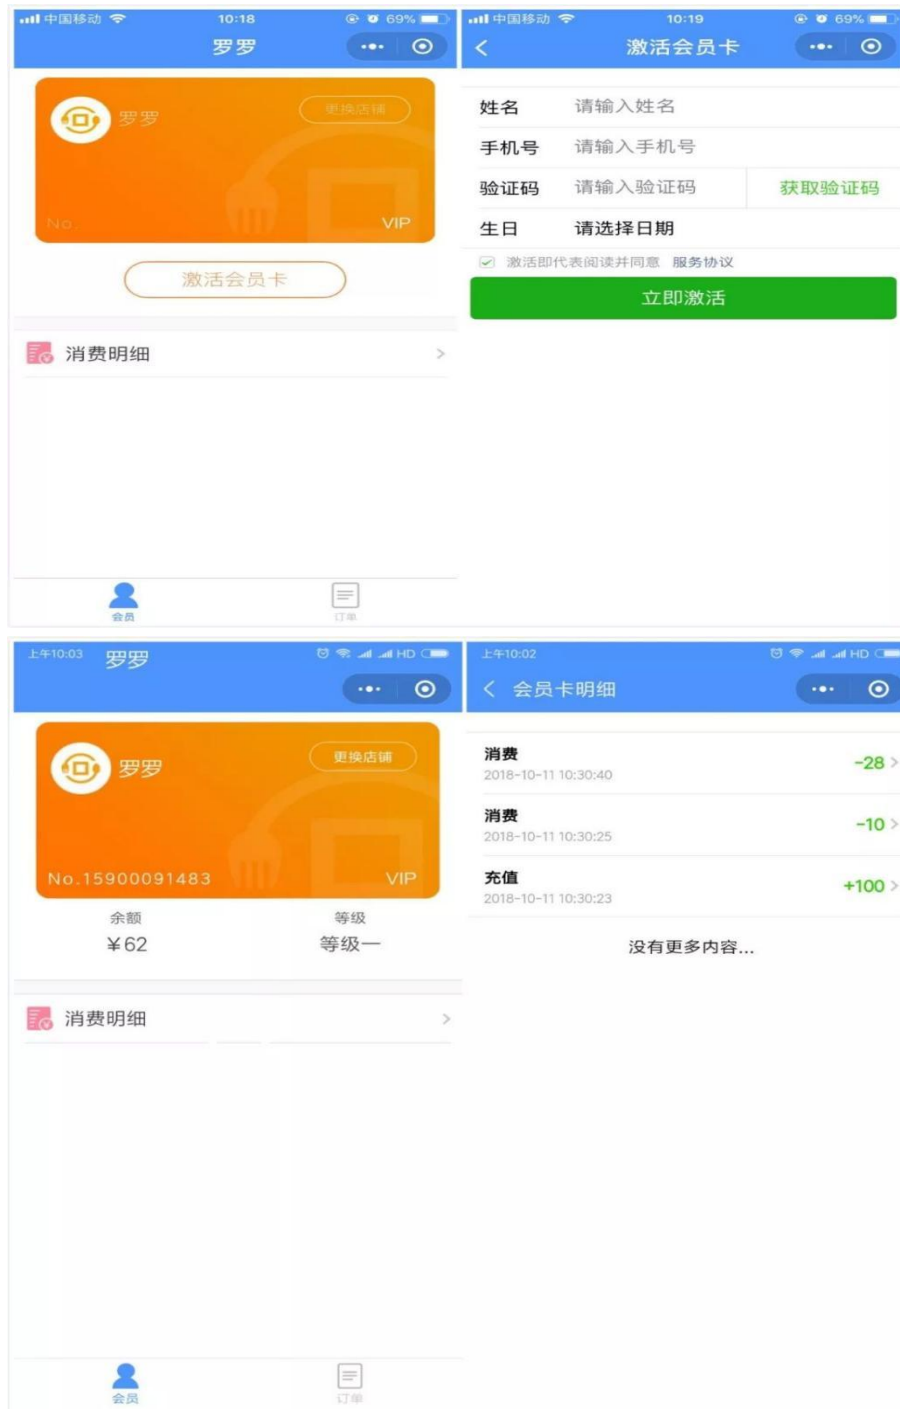 中国移动 10:18 69%
罗罗
罗罗 更换店铺
No. VIP
激活会员卡
消费明细
会员 订单
中国移动 10:19 69%
激活会员卡
姓名 请输入姓名
手机号 请输入手机号
验证码 请输入验证码 获取验证码
生日 请选择日期
激活即代表阅读并同意 服务协议
立即激活
上午10:03 HD
罗罗
罗罗 更换店铺
No.15900091483 VIP
余额 等级
¥62 等级一
消费明细
会员 订单
上午10:02 HD
会员卡明细
消费 -28
2018-10-11 10:30:40
消费 -10
2018-10-11 10:30:25
充值 +100
2018-10-11 10:30:23
没有更多内容...